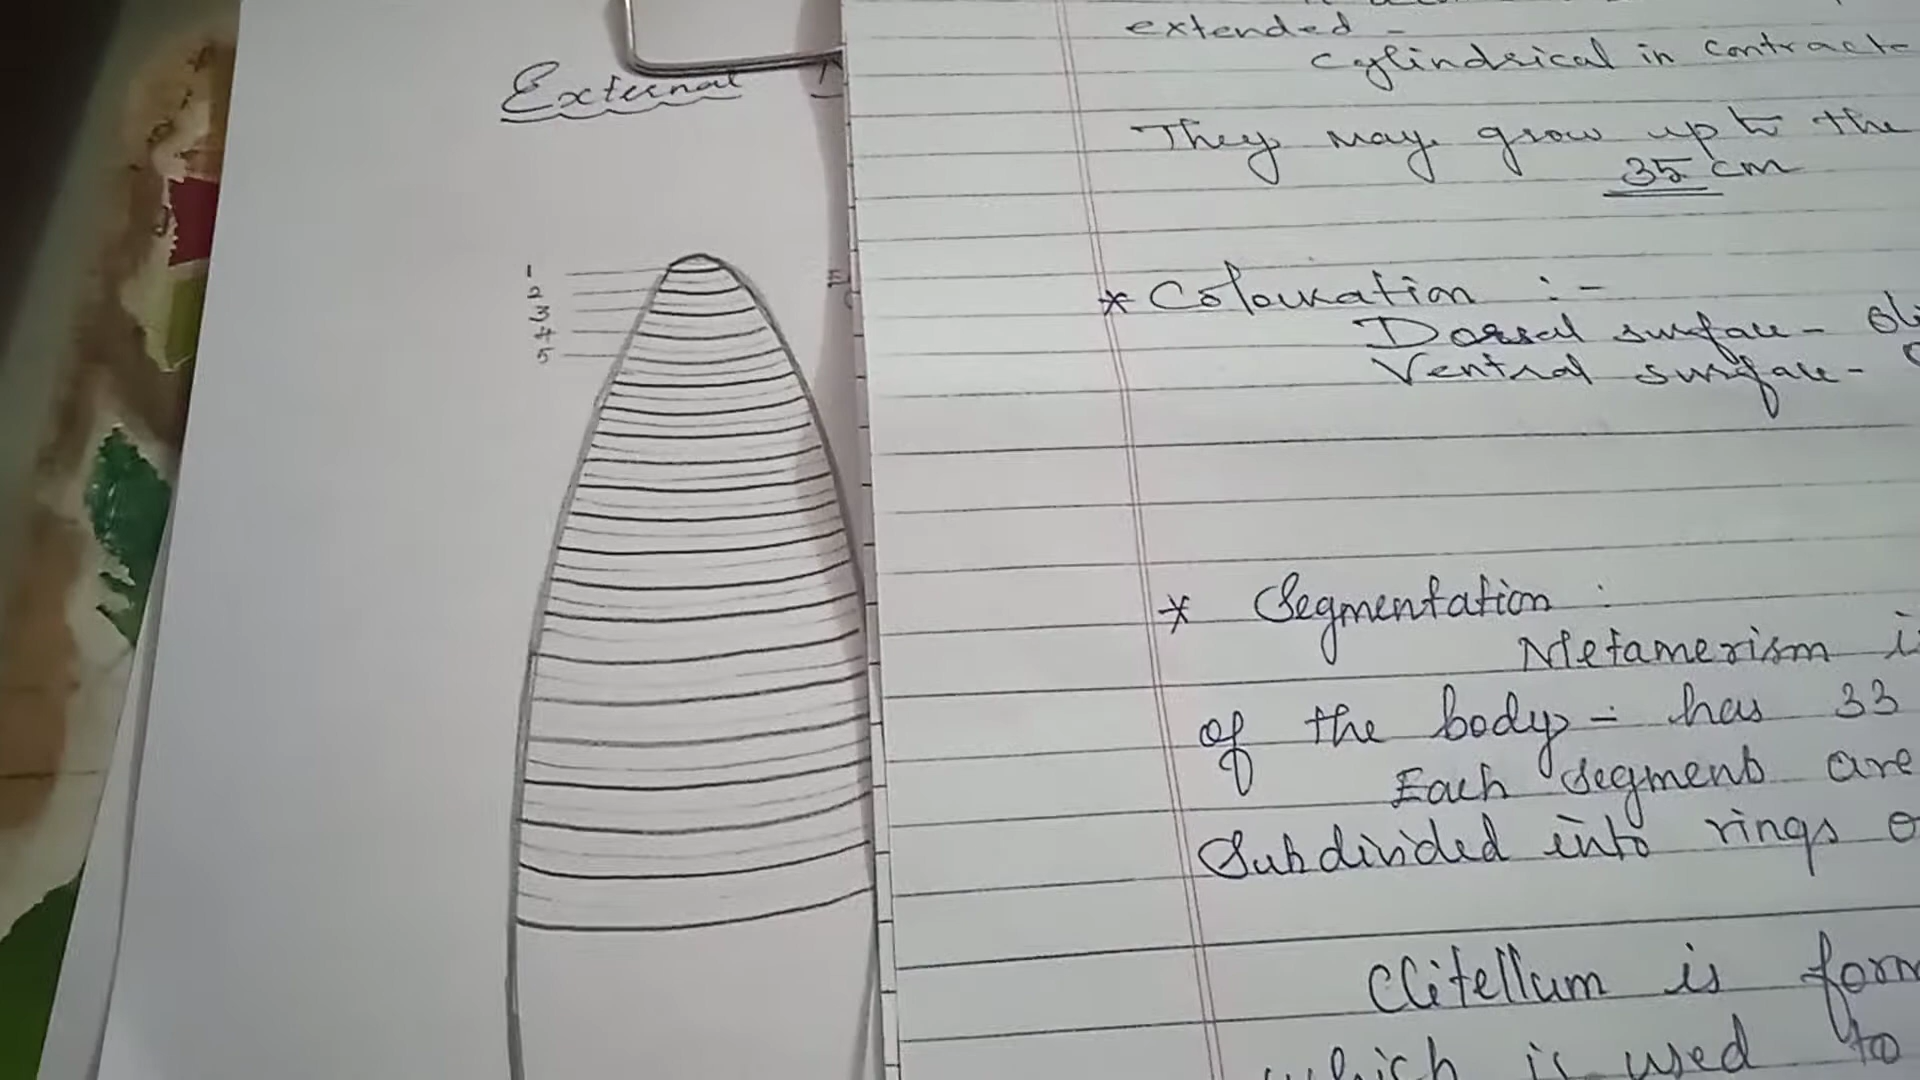 External
1
2
3
4
5
extended -
Cylindrical in contracte
They may grow up to the
35 cm
* Colouration :-
Dorsal surface - oli
Ventral surface -
* Segmentation :
Metamerism i
of the body - has 33
Each segment are
Subdivided into rings o
Clitellum is form
which is used to